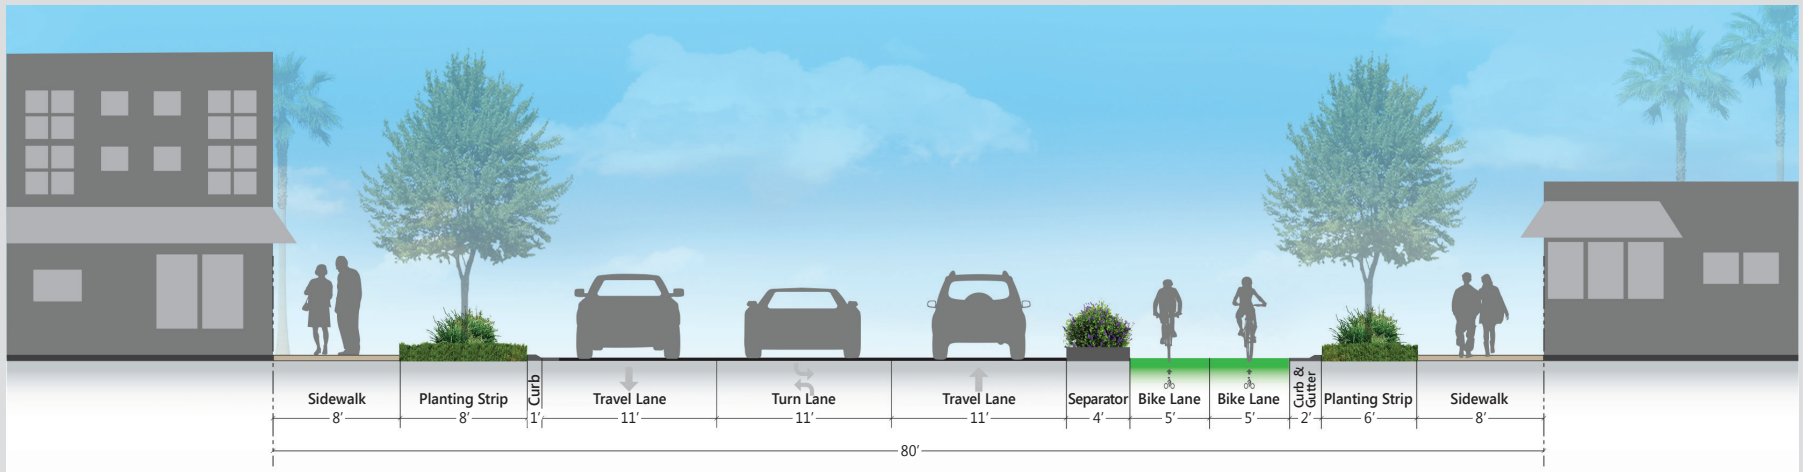 Sidewalk
8'
Planting Strip
8'
Curb
1'
Travel Lane
11'
Turn Lane
11'
Travel Lane
11'
Separator
4'
Bike Lane
5'
Bike Lane
5'
Curb &
Gutter
2'
Planting Strip
6'
Sidewalk
8'
80'